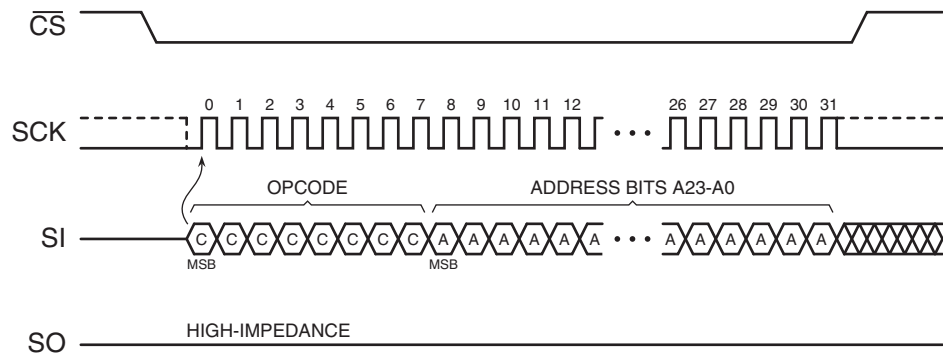 CS
0 1 2 3 4 5 6 7 8 9 10 11 12 26 27 28 29 30 31
SCK
OPCODE ADDRESS BITS A23-A0
SI C C C C C C C C A A A A A A A A A A A A
MSB MSB
HIGH-IMPEDANCE
SO